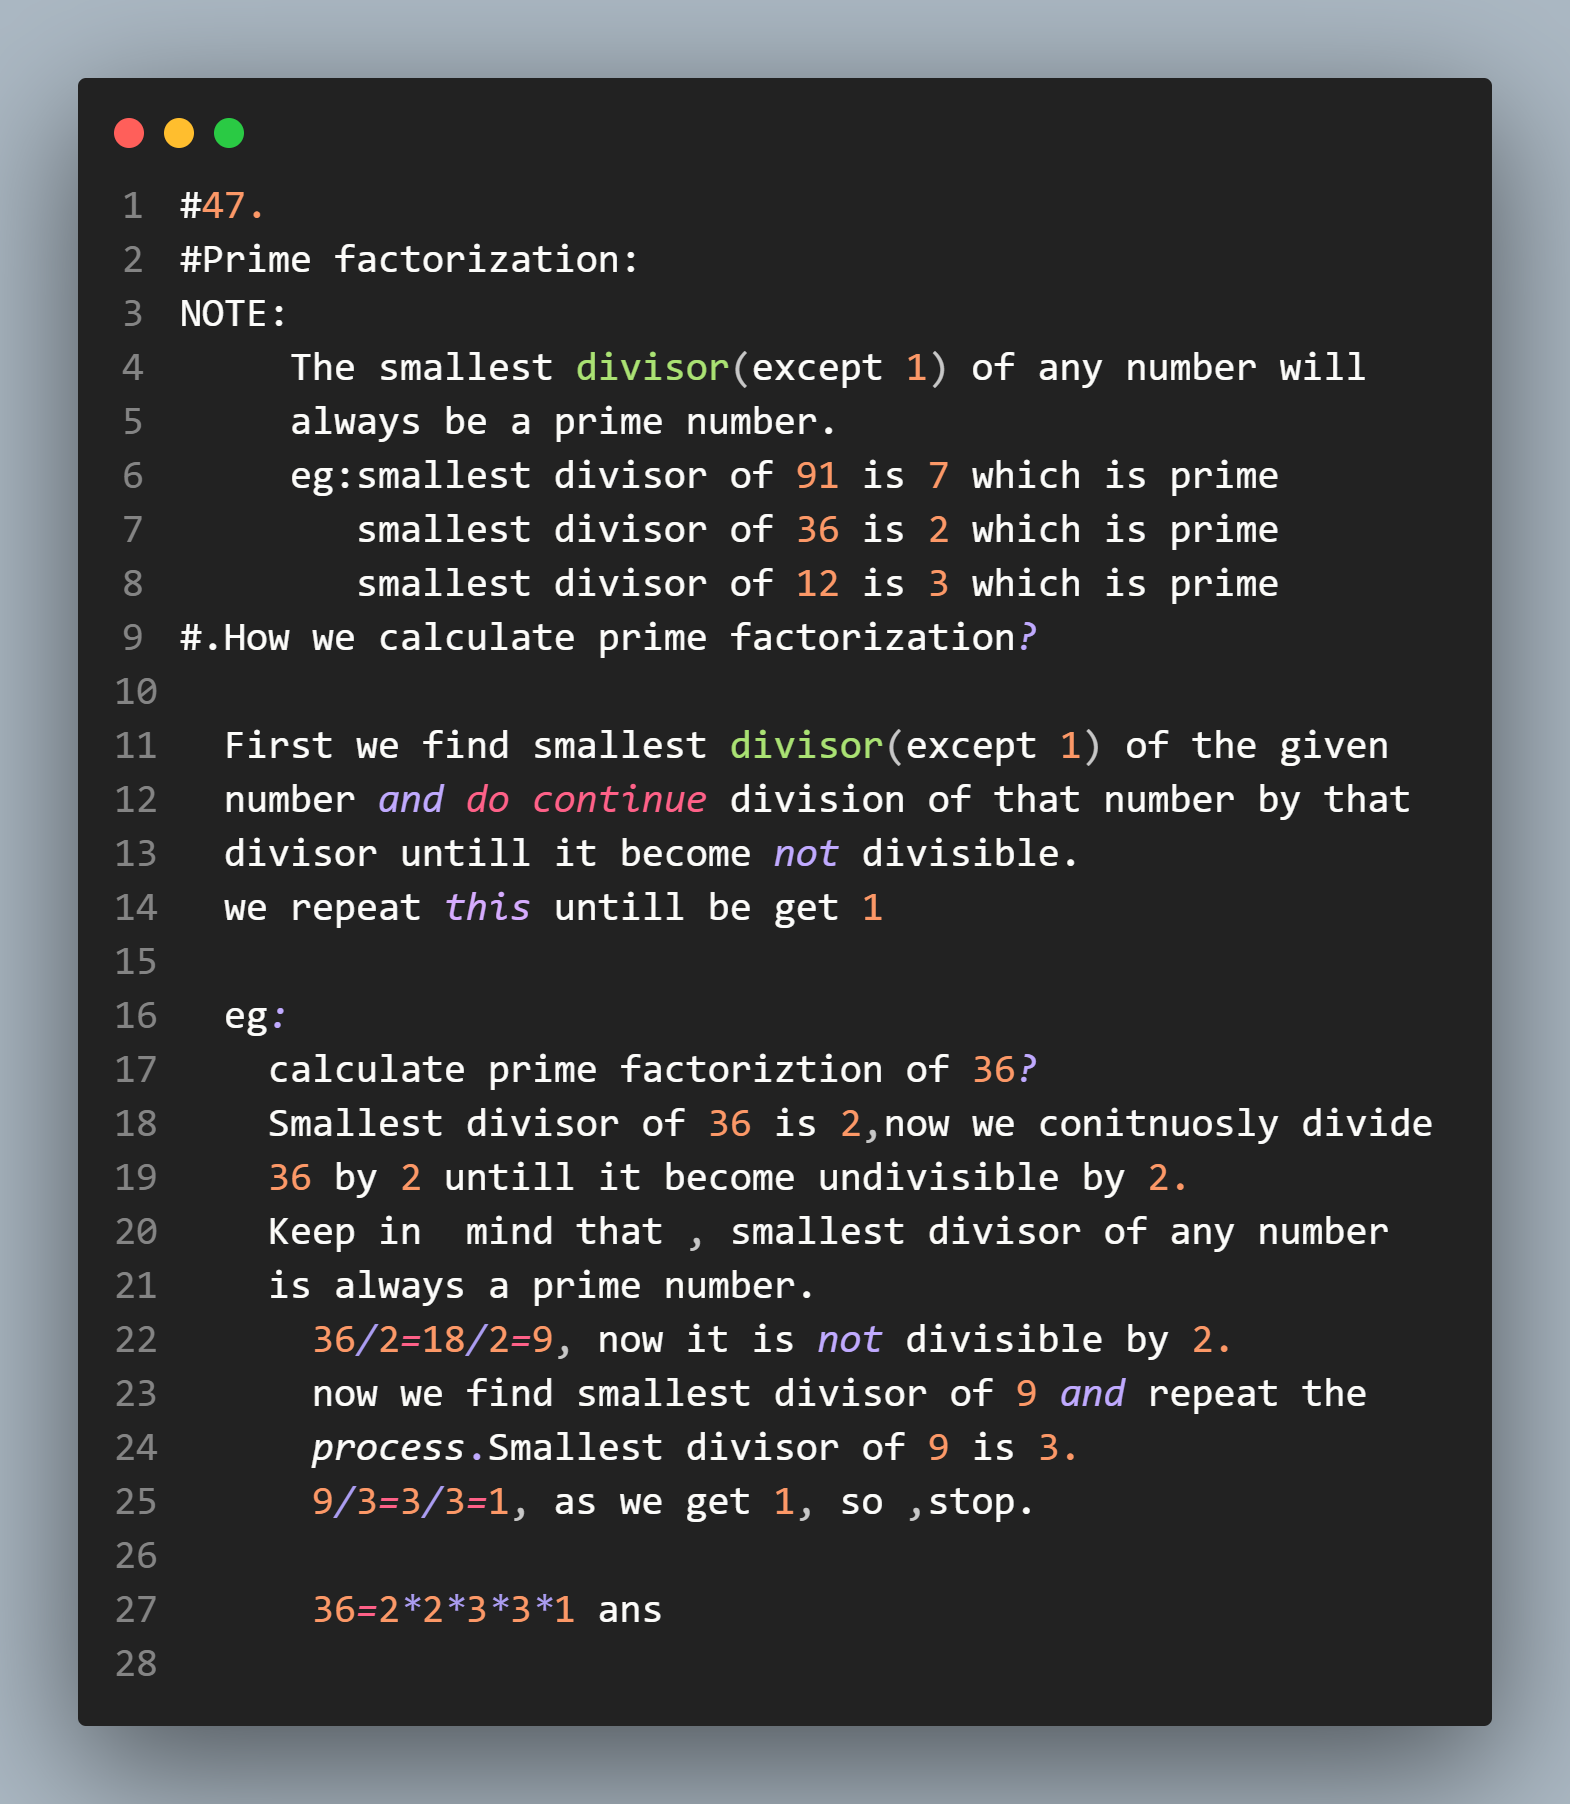 1 #47.
2 #Prime factorization:
3 NOTE:
4 The smallest divisor(except 1) of any number will
5 always be a prime number.
6 eg:smallest divisor of 91 is 7 which is prime
7 smallest divisor of 36 is 2 which is prime
8 smallest divisor of 12 is 3 which is prime
9 #.How we calculate prime factorization?
10
11 First we find smallest divisor(except 1) of the given
12 number and do continue division of that number by that
13 divisor untill it become not divisible.
14 we repeat this untill be get 1
15
16 eg:
17 calculate prime factoriztion of 36?
18 Smallest divisor of 36 is 2,now we conitnuosly divide
19 36 by 2 untill it become undivisible by 2.
20 Keep in  mind that , smallest divisor of any number
21 is always a prime number.
22 36/2=18/2=9, now it is not divisible by 2.
23 now we find smallest divisor of 9 and repeat the
24 process.Smallest divisor of 9 is 3.
25 9/3=3/3=1, as we get 1, so ,stop.
26
27 36=2*2*3*3*1 ans
28